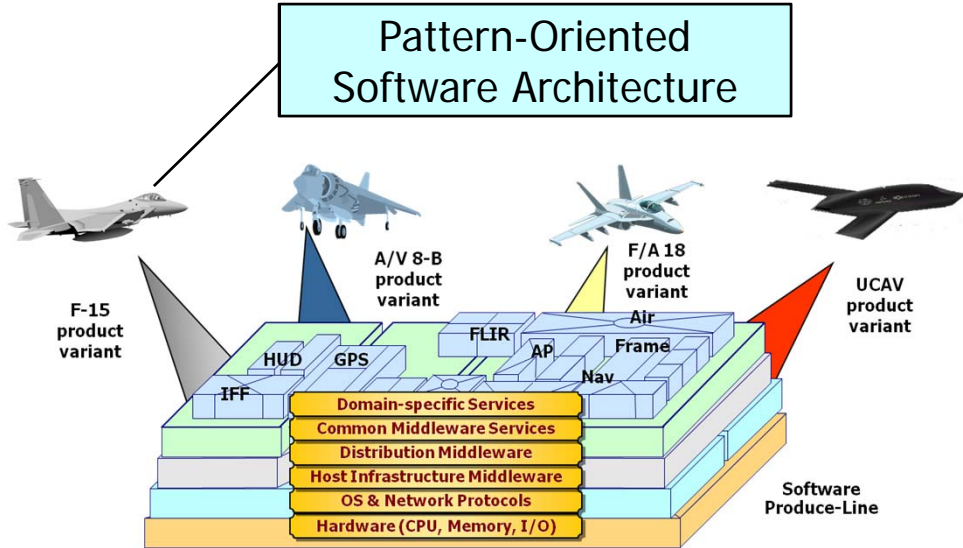 Pattern-Oriented
Software Architecture
A/V 8-B
product
variant
F/A 18
product
variant
UCAV
product
variant
F-15
product
variant
Air
FLIR
Frame
AP
HUD
GPS
Nav
IFF
Domain-specific Services
Common Middleware Services
Distribution Middleware
Host Infrastructure Middleware
OS & Network Protocols
Hardware (CPU, Memory, I/O)
Software
Produce-Line